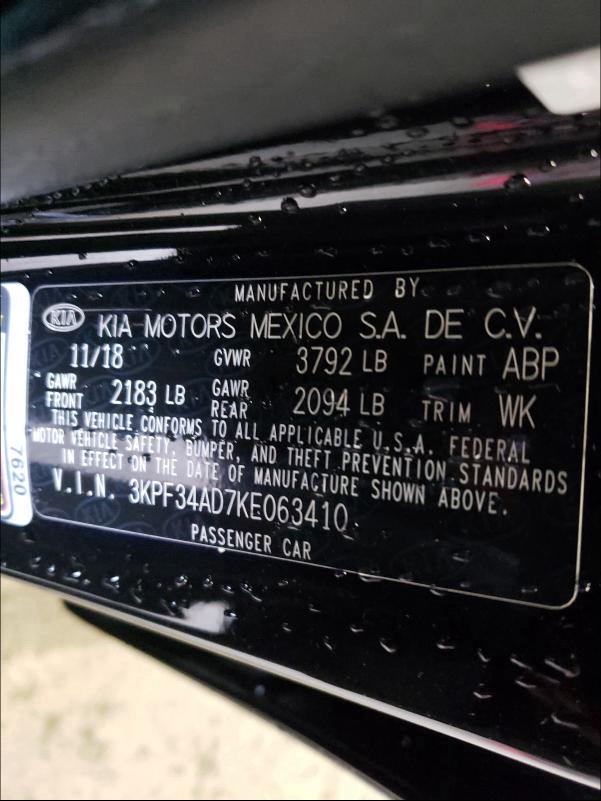 MANUFACTURED BY
KIA KIA MOTORS MEXICO S.A. DE C.V.
11/18 GVWR 3792 LB PAINT ABP
GAWR FRONT 2183 LB GAWR REAR 2094 LB TRIM WK
THIS VEHICLE CONFORMS TO ALL APPLICABLE U.S.A. FEDERAL
MOTOR VEHICLE SAFETY, BUMPER, AND THEFT PREVENTION STANDARDS
IN EFFECT ON THE DATE OF MANUFACTURE SHOWN ABOVE.
V.I.N. 3KPF34AD7KE063410
PASSENGER CAR
7620